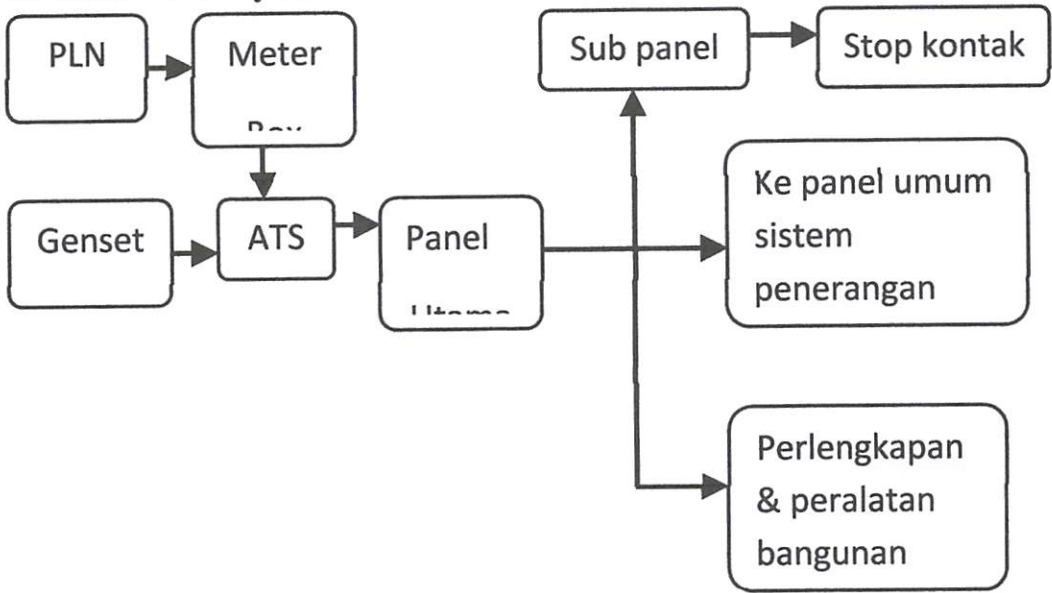 PLN
Meter
Sub panel
Stop kontak
Genset
ATS
Panel
Ke panel umum
sistem
penerangan
Perlengkapan
& peralatan
bangunan